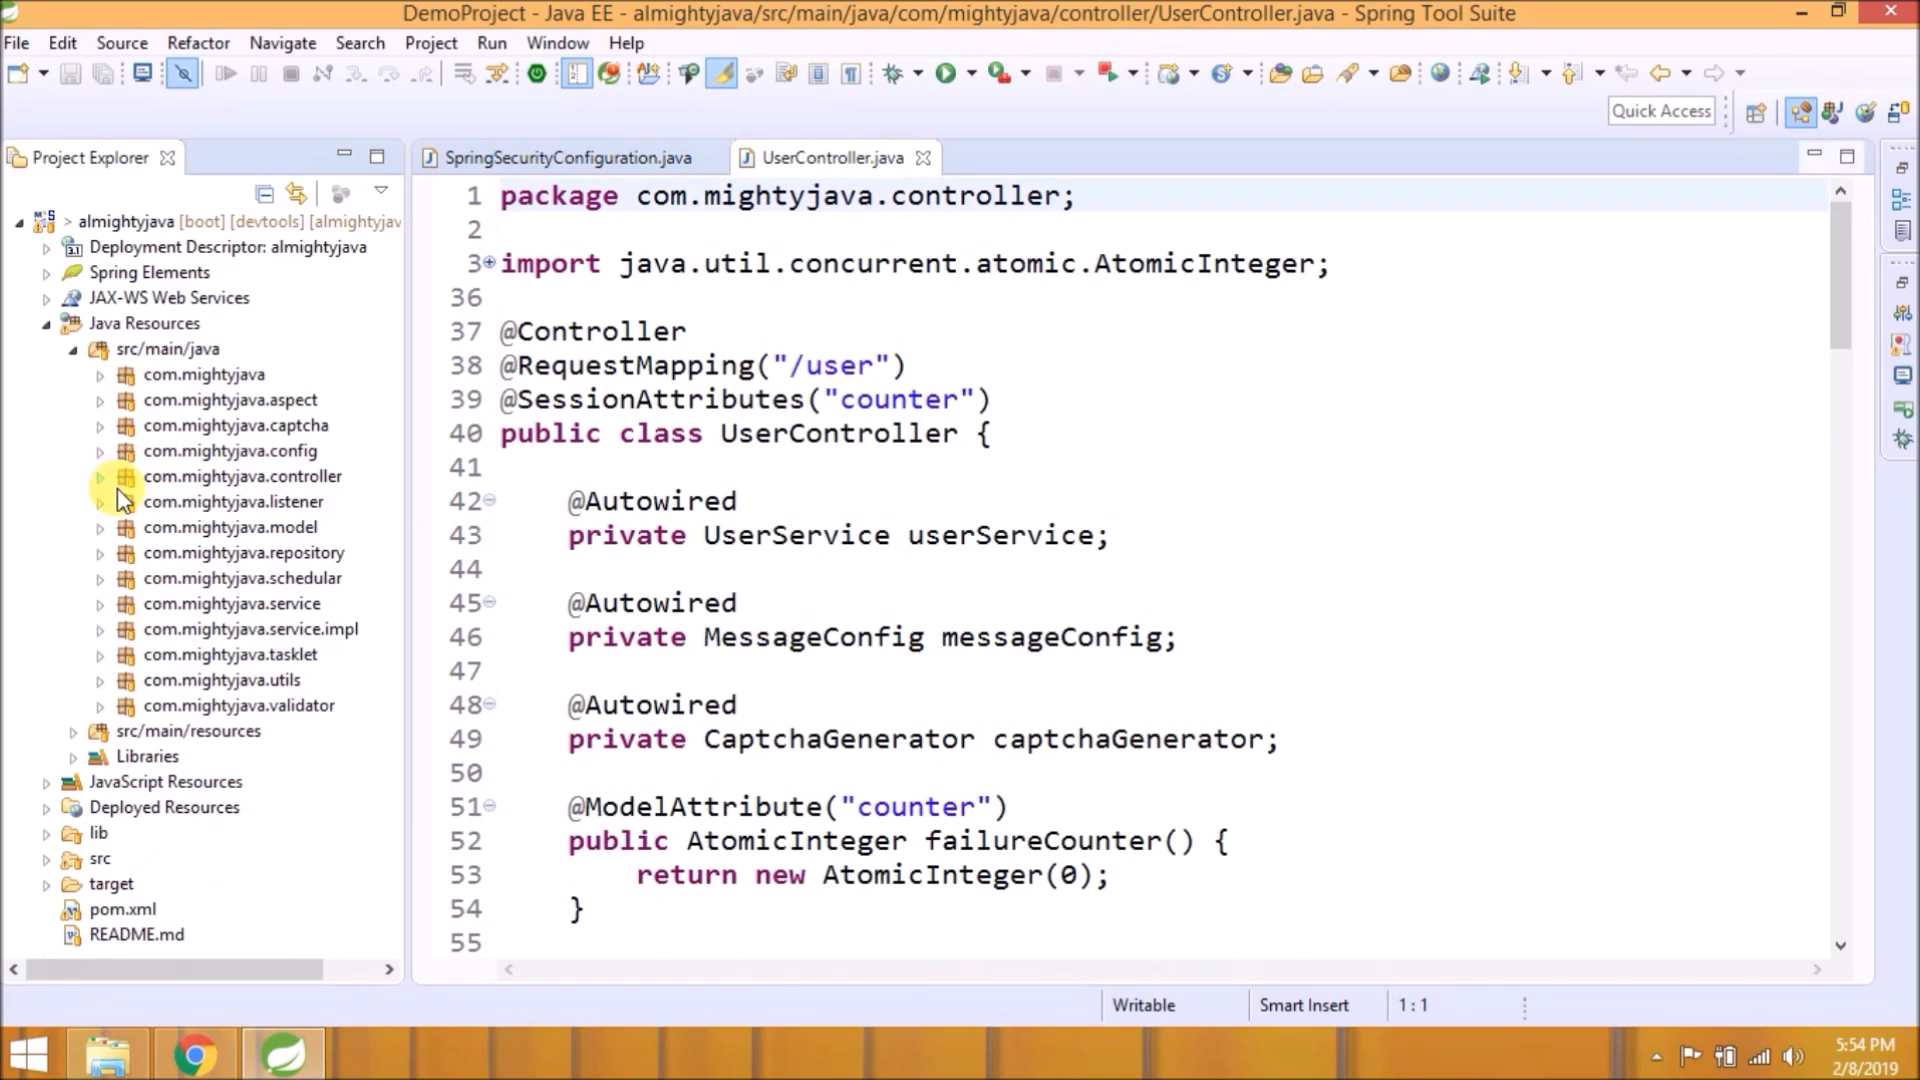 DemoProject - Java EE - almightyjava/src/main/java/com/mightyjava/controller/UserController.java - Spring Tool Suite
File Edit Source Refactor Navigate Search Project Run Window Help
Quick Access
Project Explorer
SpringSecurityConfiguration.java
UserController.java
> almightyjava [boot] [devtools] [almightyjav
Deployment Descriptor: almightyjava
Spring Elements
JAX-WS Web Services
Java Resources
src/main/java
com.mightyjava
com.mightyjava.aspect
com.mightyjava.captcha
com.mightyjava.config
com.mightyjava.controller
com.mightyjava.listener
com.mightyjava.model
com.mightyjava.repository
com.mightyjava.schedular
com.mightyjava.service
com.mightyjava.service.impl
com.mightyjava.tasklet
com.mightyjava.utils
com.mightyjava.validator
src/main/resources
Libraries
JavaScript Resources
Deployed Resources
lib
src
target
pom.xml
README.md
1 package com.mightyjava.controller;
2
3 import java.util.concurrent.atomic.AtomicInteger;
36
37 @Controller
38 @RequestMapping("/user")
39 @SessionAttributes("counter")
40 public class UserController {
41
42 @Autowired
43 private UserService userService;
44
45 @Autowired
46 private MessageConfig messageConfig;
47
48 @Autowired
49 private CaptchaGenerator captchaGenerator;
50
51 @ModelAttribute("counter")
52 public AtomicInteger failureCounter() {
53 return new AtomicInteger(0);
54 }
55
Writable Smart Insert 1 : 1
5:54 PM
2/8/2019